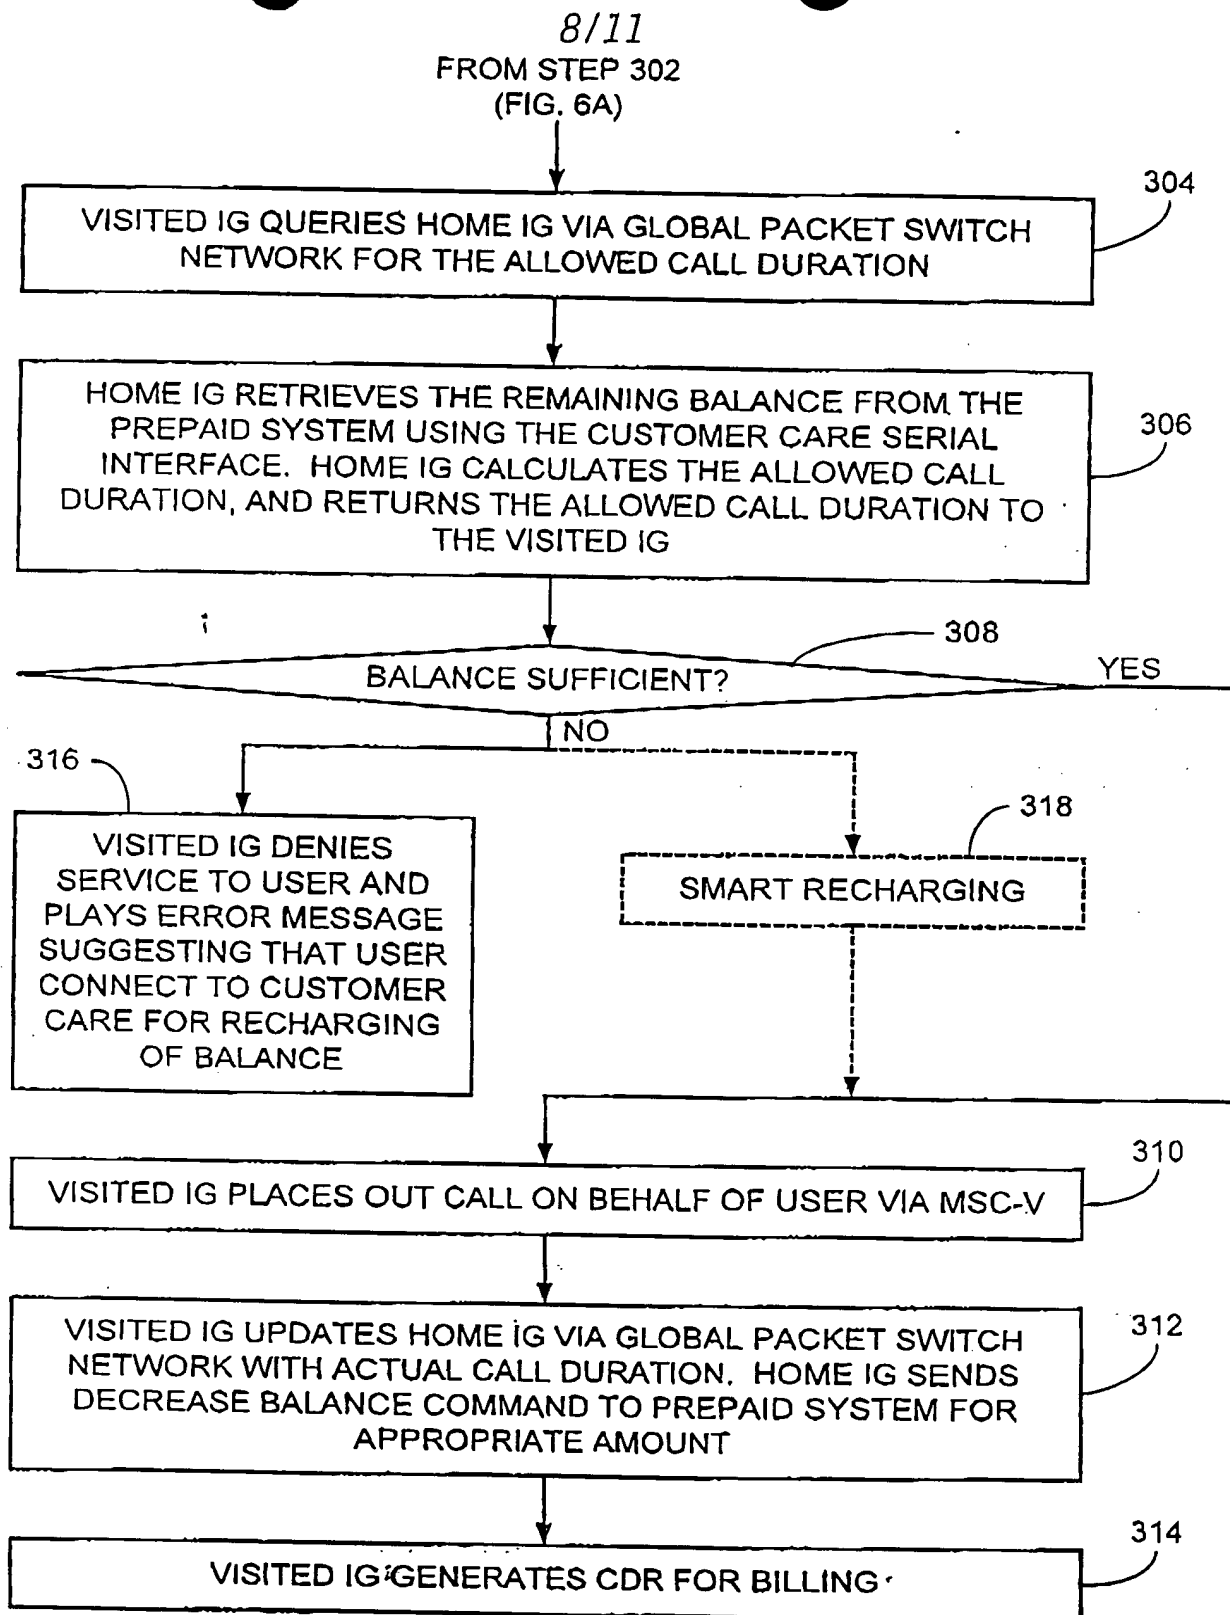 8/11
FROM STEP 302
(FIG. 6A)
304
VISITED IG QUERIES HOME IG VIA GLOBAL PACKET SWITCH
NETWORK FOR THE ALLOWED CALL DURATION
306
HOME IG RETRIEVES THE REMAINING BALANCE FROM THE
PREPAID SYSTEM USING THE CUSTOMER CARE SERIAL
INTERFACE. HOME IG CALCULATES THE ALLOWED CALL
DURATION, AND RETURNS THE ALLOWED CALL DURATION TO
THE VISITED IG
308
BALANCE SUFFICIENT?
YES
NO
316
VISITED IG DENIES
SERVICE TO USER AND
PLAYS ERROR MESSAGE
SUGGESTING THAT USER
CONNECT TO CUSTOMER
CARE FOR RECHARGING
OF BALANCE
318
SMART RECHARGING
310
VISITED IG PLACES OUT CALL ON BEHALF OF USER VIA MSC-V
312
VISITED IG UPDATES HOME IG VIA GLOBAL PACKET SWITCH
NETWORK WITH ACTUAL CALL DURATION. HOME IG SENDS
DECREASE BALANCE COMMAND TO PREPAID SYSTEM FOR
APPROPRIATE AMOUNT
314
VISITED IG GENERATES CDR FOR BILLING